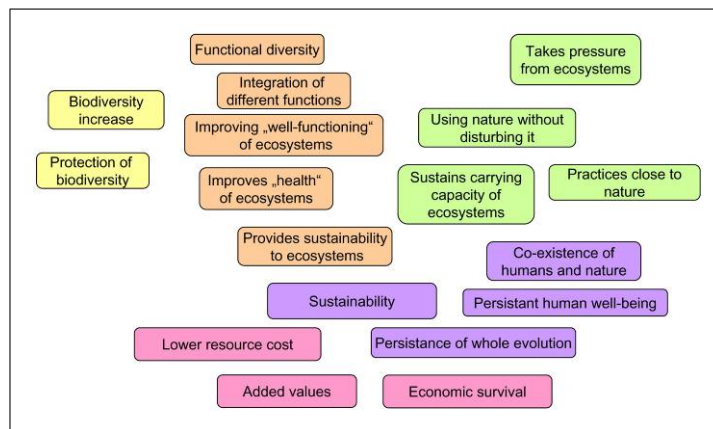 Functional diversity
Takes pressure
from ecosystems
Integration of
different functions
Biodiversity
increase
Improving „well-functioning“
of ecosystems
Using nature without
disturbing it
Protection of
biodiversity
Improves „health“
of ecosystems
Sustains carrying
capacity of
ecosystems
Practices close to
nature
Provides sustainability
to ecosystems
Co-existence of
humans and nature
Sustainability
Persistant human well-being
Lower resource cost
Persistance of whole evolution
Added values
Economic survival